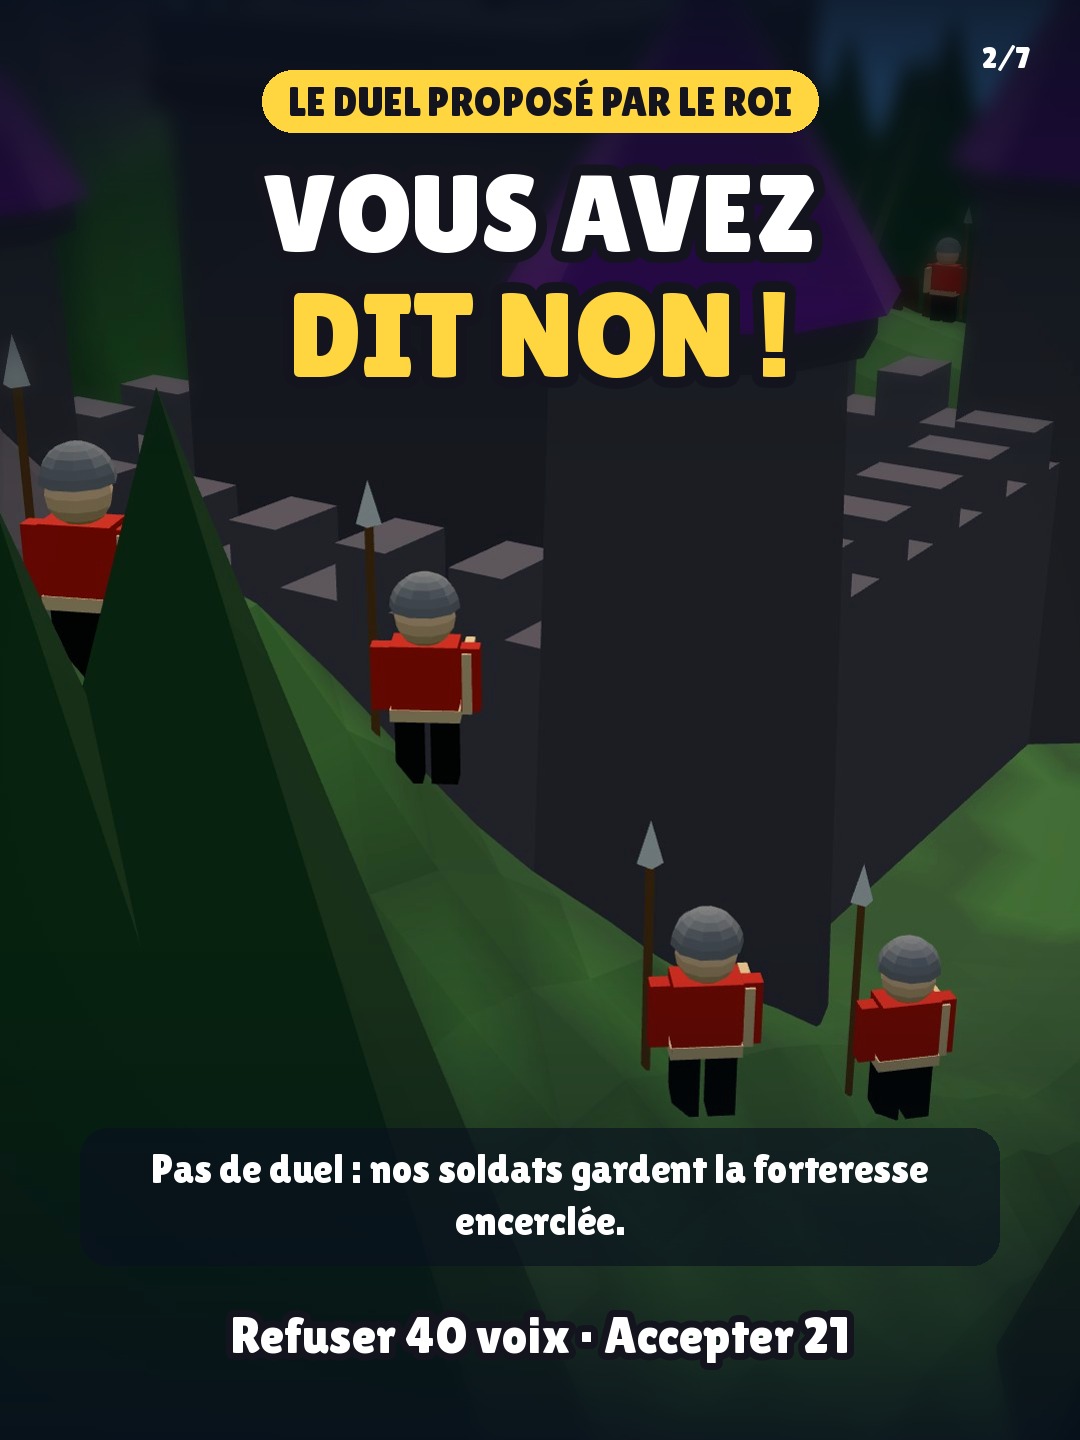 2/7
LE DUEL PROPOSÉ PAR LE ROI
VOUS AVEZ
DIT NON !
Pas de duel : nos soldats gardent la forteresse
encerclée.
Refuser 40 voix · Accepter 21